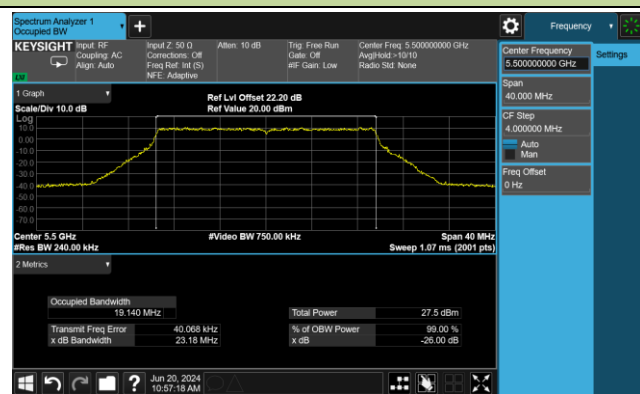 Spectrum Analyzer 1
Occupied BW
Frequency
KEYSIGHT
Input: RF
Coupling: AC
Align: Auto
Input Z: 50 Ω
Corrections: Off
Freq Ref: Int (S)
NFE: Adaptive
Atten: 10 dB
Trig: Free Run
Gate: Off
#IF Gain: Low
Center Freq: 5.500000000 GHz
Avg|Hold:>10/10
Radio Std: None
Center Frequency
5.500000000 GHz
Settings
Span
40.000 MHz
CF Step
4.000000 MHz
Auto
Man
Freq Offset
0 Hz
1 Graph
Scale/Div 10.0 dB
Ref Lvl Offset 22.20 dB
Ref Value 20.00 dBm
Log
10.0
0.00
-10.0
-20.0
-30.0
-40.0
-50.0
-60.0
-70.0
Center 5.5 GHz
#Res BW 240.00 kHz
#Video BW 750.00 kHz
Span 40 MHz
Sweep 1.07 ms (2001 pts)
2 Metrics
Occupied Bandwidth
19.140 MHz
Total Power 27.5 dBm
Transmit Freq Error 40.068 kHz
% of OBW Power 99.00 %
x dB Bandwidth 23.18 MHz
x dB -26.00 dB
Jun 20, 2024
10:57:18 AM